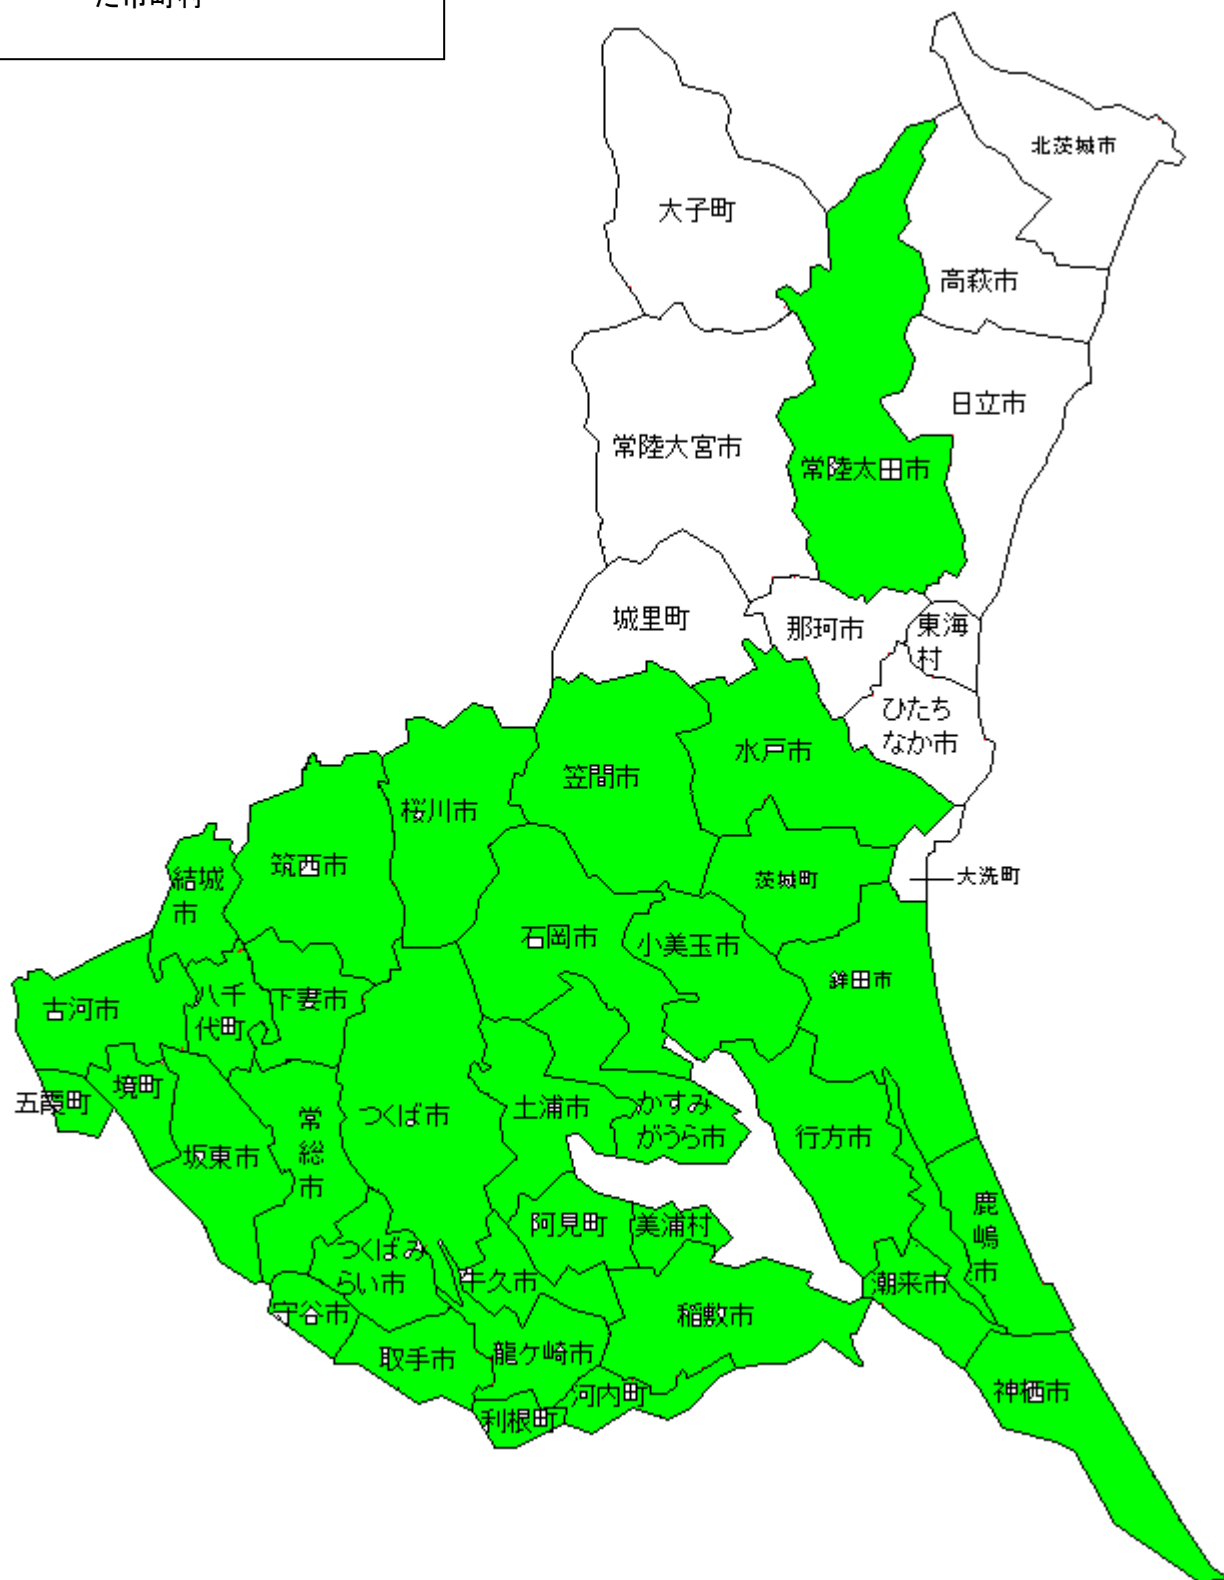 た市町村
北茨城市
大子町
高萩市
日立市
常陸大宮市
常陸太田市
城里町
那珂市
東海
村
ひたち
なか市
水戸市
笠間市
桜川市
筑西市
結城
市
茨城町
大洗町
石岡市
小美玉市
鉾田市
古河市
八千
代町
下妻市
五霞町
境町
坂東市
常
総
市
つくば市
土浦市
かすみ
がうら市
行方市
鹿
嶋
市
阿見町
美浦村
つくばみ
らい市
牛久市
潮来市
守谷市
稲敷市
取手市
龍ケ崎市
河内町
神栖市
利根町